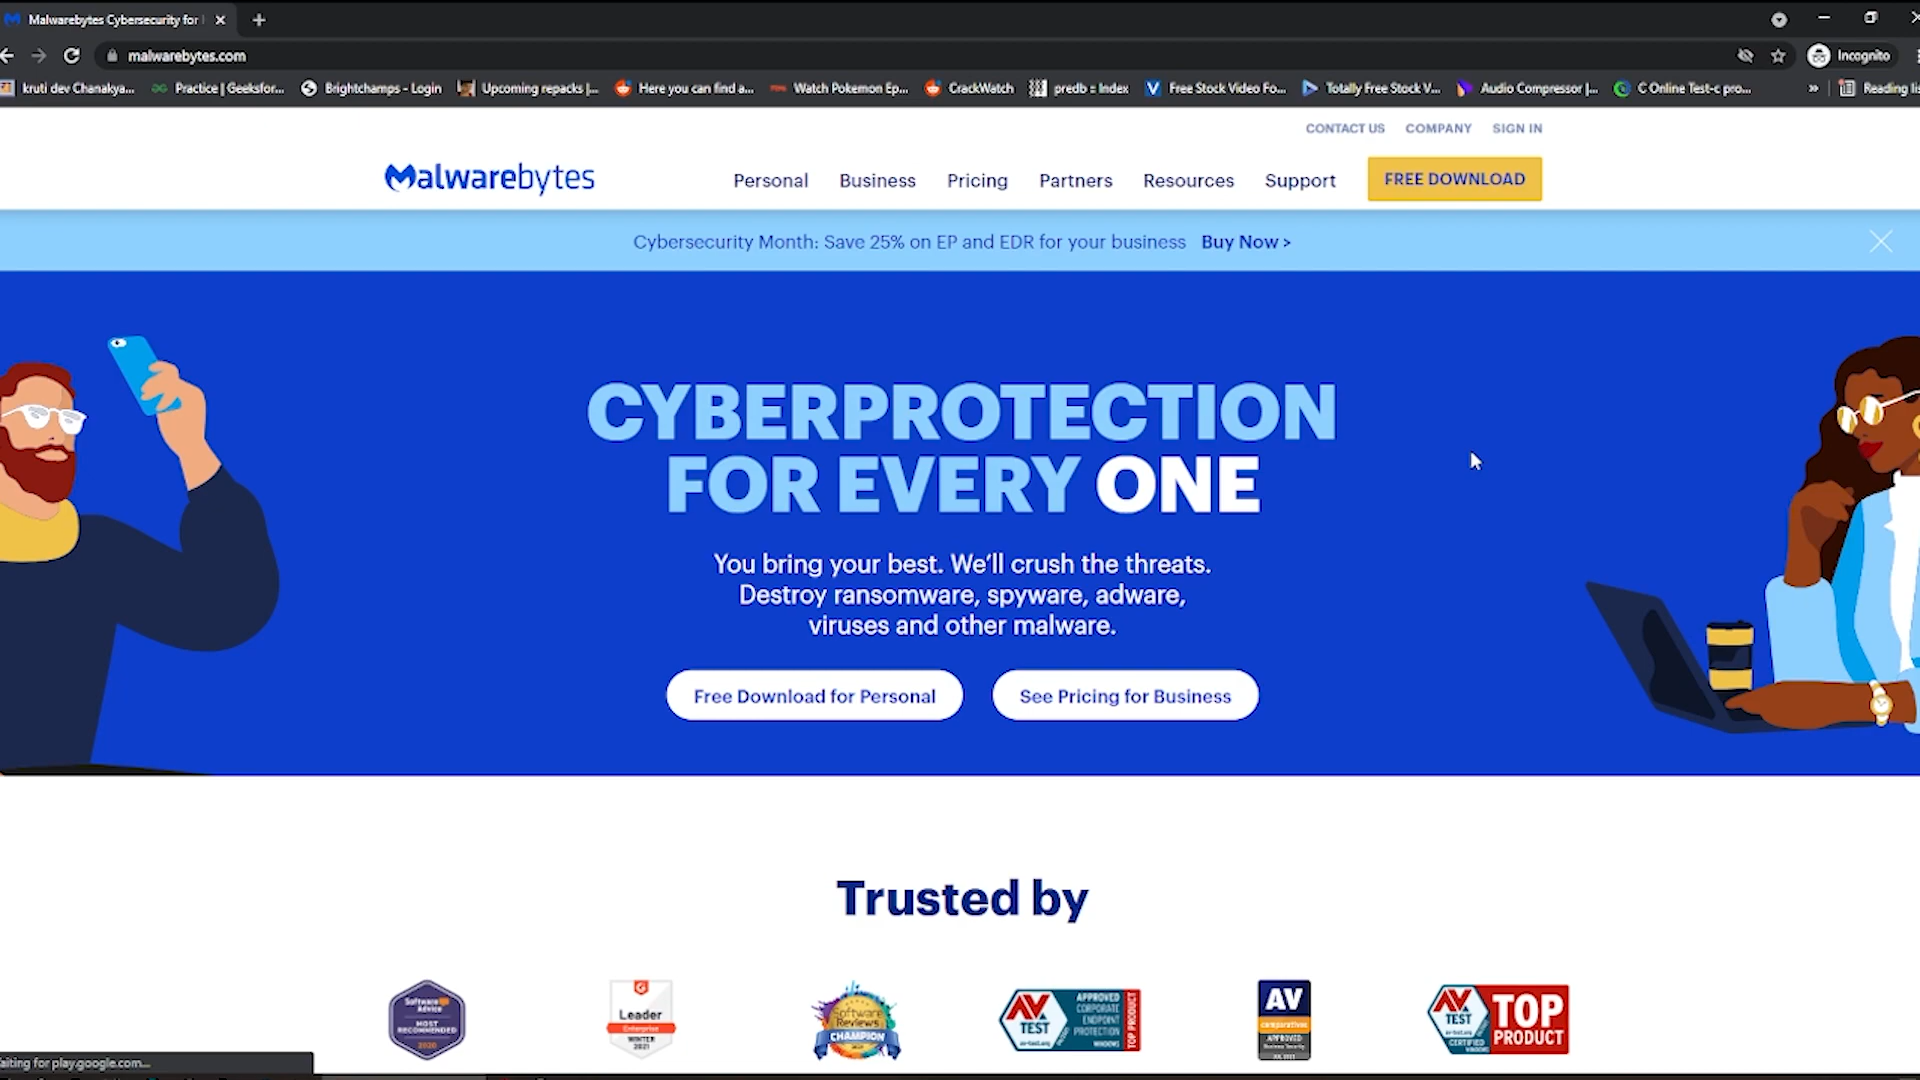 Malwarebytes Cybersecurity for
malwarebytes.com
Incognito
kruti dev Chanakya...
Practice | Geeksfor...
Brightchamps - Login
Upcoming repacks |...
Here you can find a...
Watch Pokemon Ep...
CrackWatch
predb :: Index
Free Stock Video Fo...
Totally Free Stock V...
Audio Compressor |...
C Online Test-c pro...
»
Reading lis
CONTACT US
COMPANY
SIGN IN
Malwarebytes
Personal
Business
Pricing
Partners
Resources
Support
FREE DOWNLOAD
Cybersecurity Month: Save 25% on EP and EDR for your business Buy Now >
CYBERPROTECTION
FOR EVERY ONE
You bring your best. We'll crush the threats.
Destroy ransomware, spyware, adware,
viruses and other malware.
Free Download for Personal
See Pricing for Business
Trusted by
Software Advice
MOST
RECOMMENDED
2020
Leader
Enterprise
WINTER
2021
Software
Reviews
CHAMPION
AV
TEST
APPROVED
CORPORATE
ENDPOINT
PROTECTION
WINDOWS
TOP PRODUCT
AV
comparatives
APPROVED
Business Security
AV
TEST
CERTIFIED
WINDOWS
TOP
PRODUCT
aiting for play.google.com...